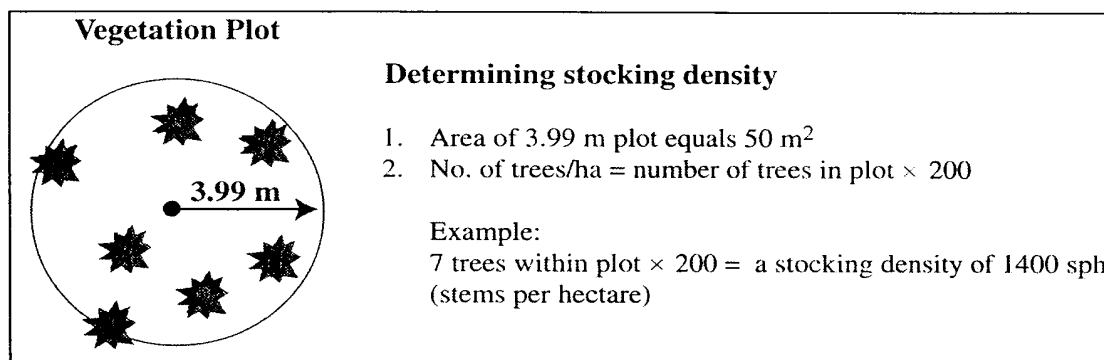 Vegetation Plot
3.99 m
Determining stocking density
1. Area of 3.99 m plot equals 50 m²
2. No. of trees/ha = number of trees in plot × 200
Example:
7 trees within plot × 200 = a stocking density of 1400 sph
(stems per hectare)